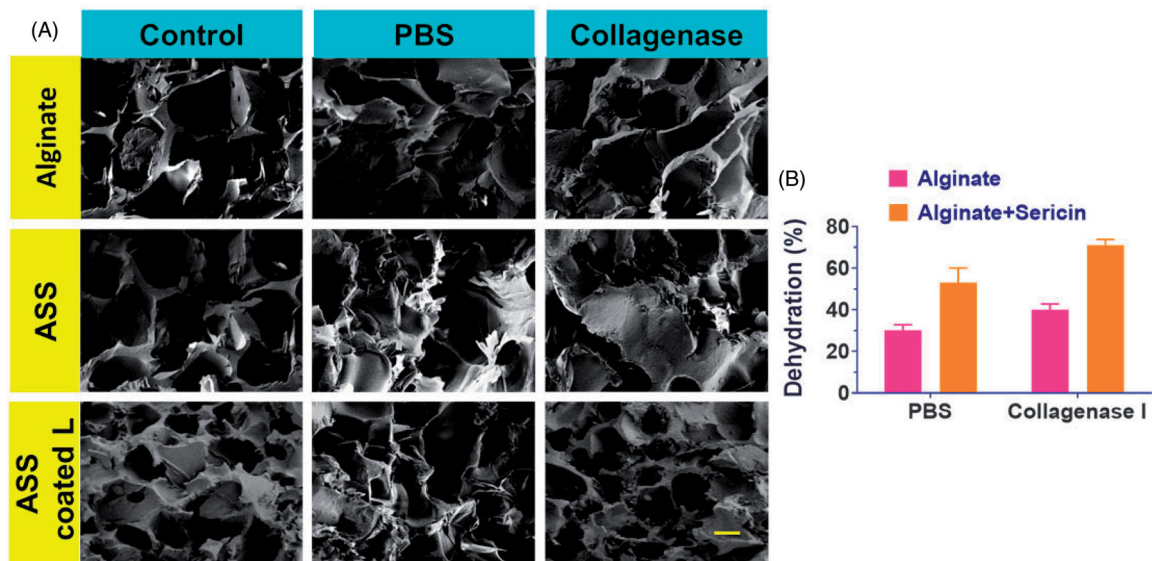 (A)
Control PBS Collagenase
Alginate
ASS
ASS
coated L
(B)
Alginate
Alginate+Sericin
Dehydration (%)
80
60
40
20
0
PBS Collagenase I